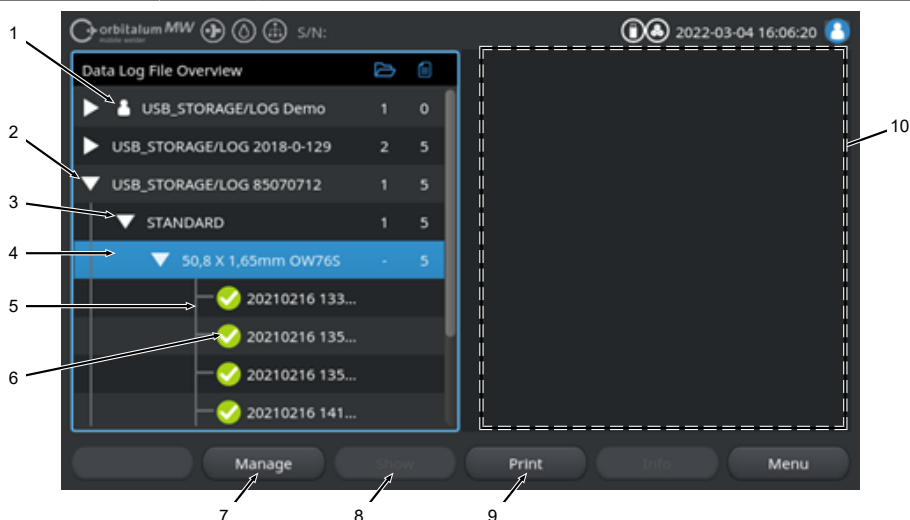 1
orbitalum MW
mobile welder
S/N:
2022-03-04 16:06:20
Data Log File Overview
USB_STORAGE/LOG Demo 1 0
2
USB_STORAGE/LOG 2018-0-129 2 5
10
USB_STORAGE/LOG 85070712 1 5
3
STANDARD 1 5
4
50,8 X 1,65mm OW76S - 5
5
20210216 133...
6
20210216 135...
20210216 135...
20210216 141...
Manage Show Print Info Menu
7 8 9